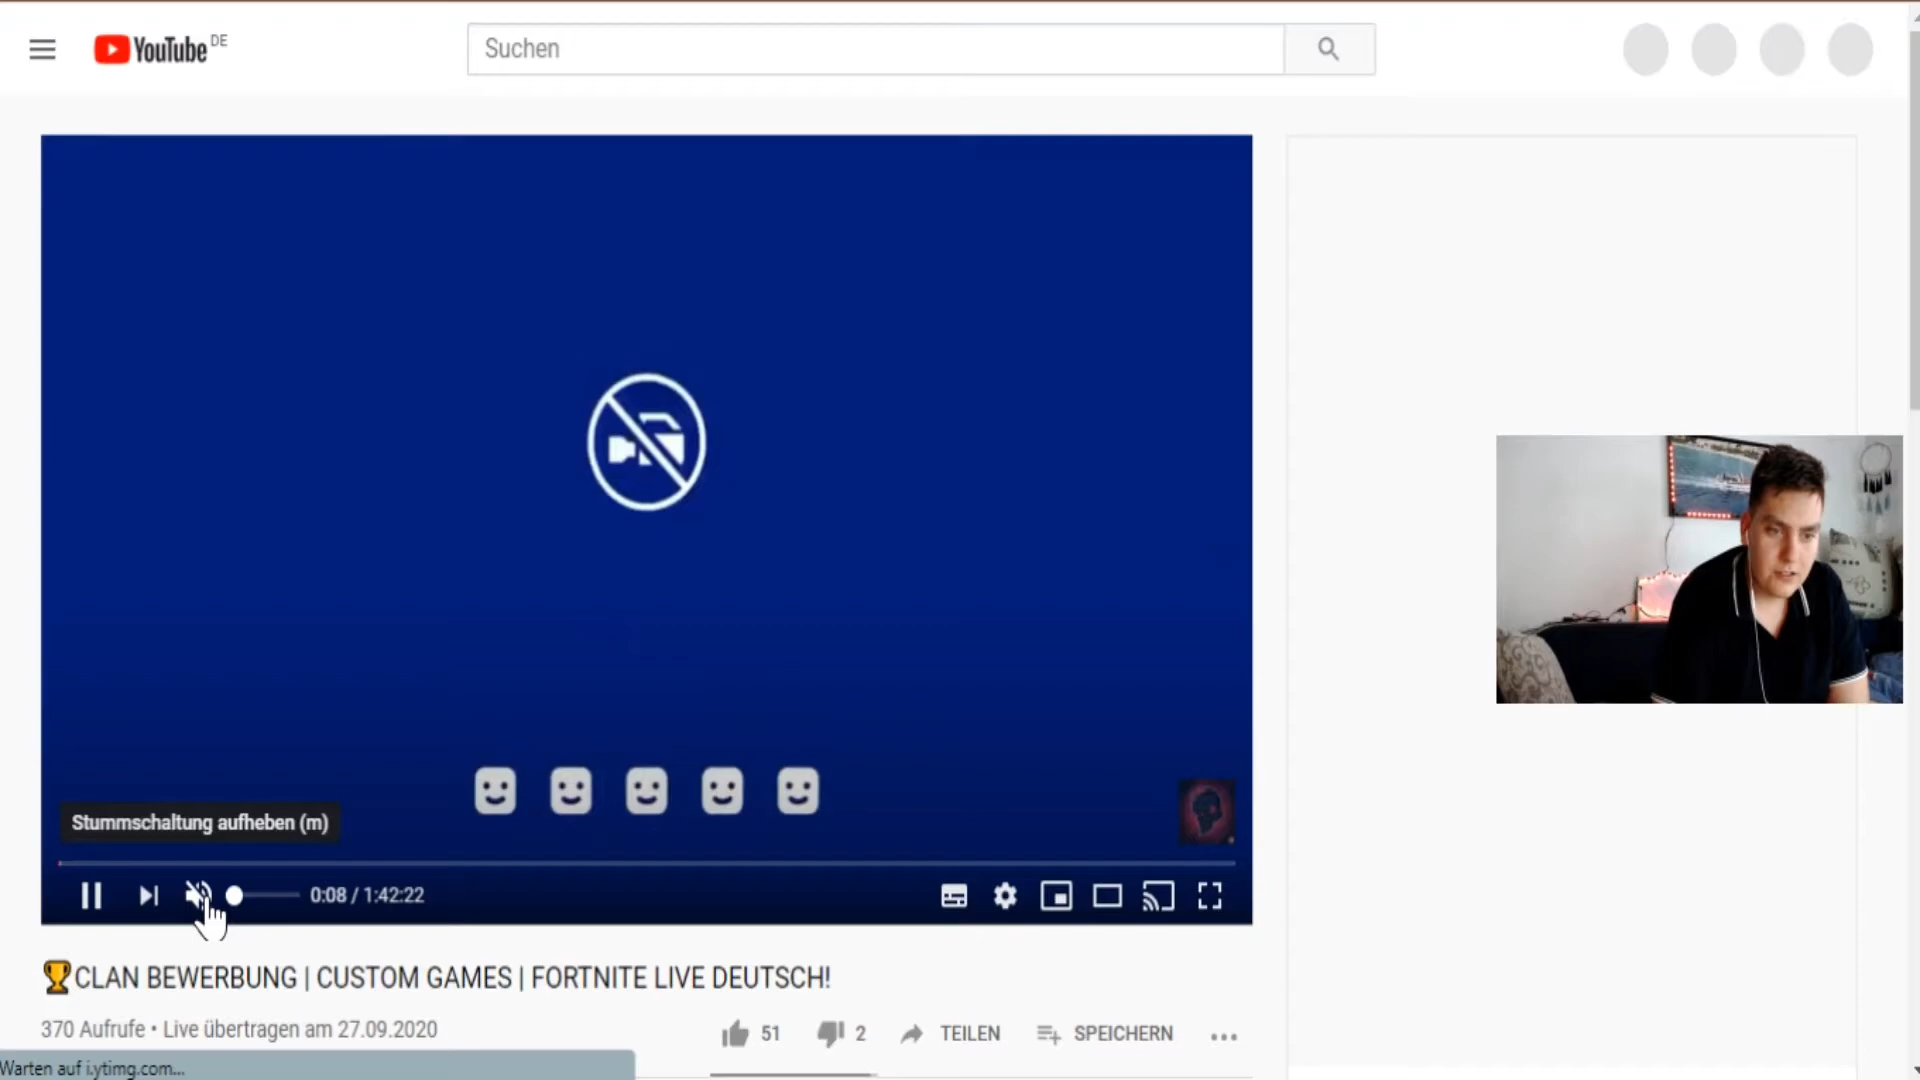 YouTube DE
Suchen
Stummschaltung aufheben (m)
0:08 / 1:42:22
🏆CLAN BEWERBUNG | CUSTOM GAMES | FORTNITE LIVE DEUTSCH!
370 Aufrufe • Live übertragen am 27.09.2020
51 2 TEILEN SPEICHERN
Warten auf i.ytimg.com...